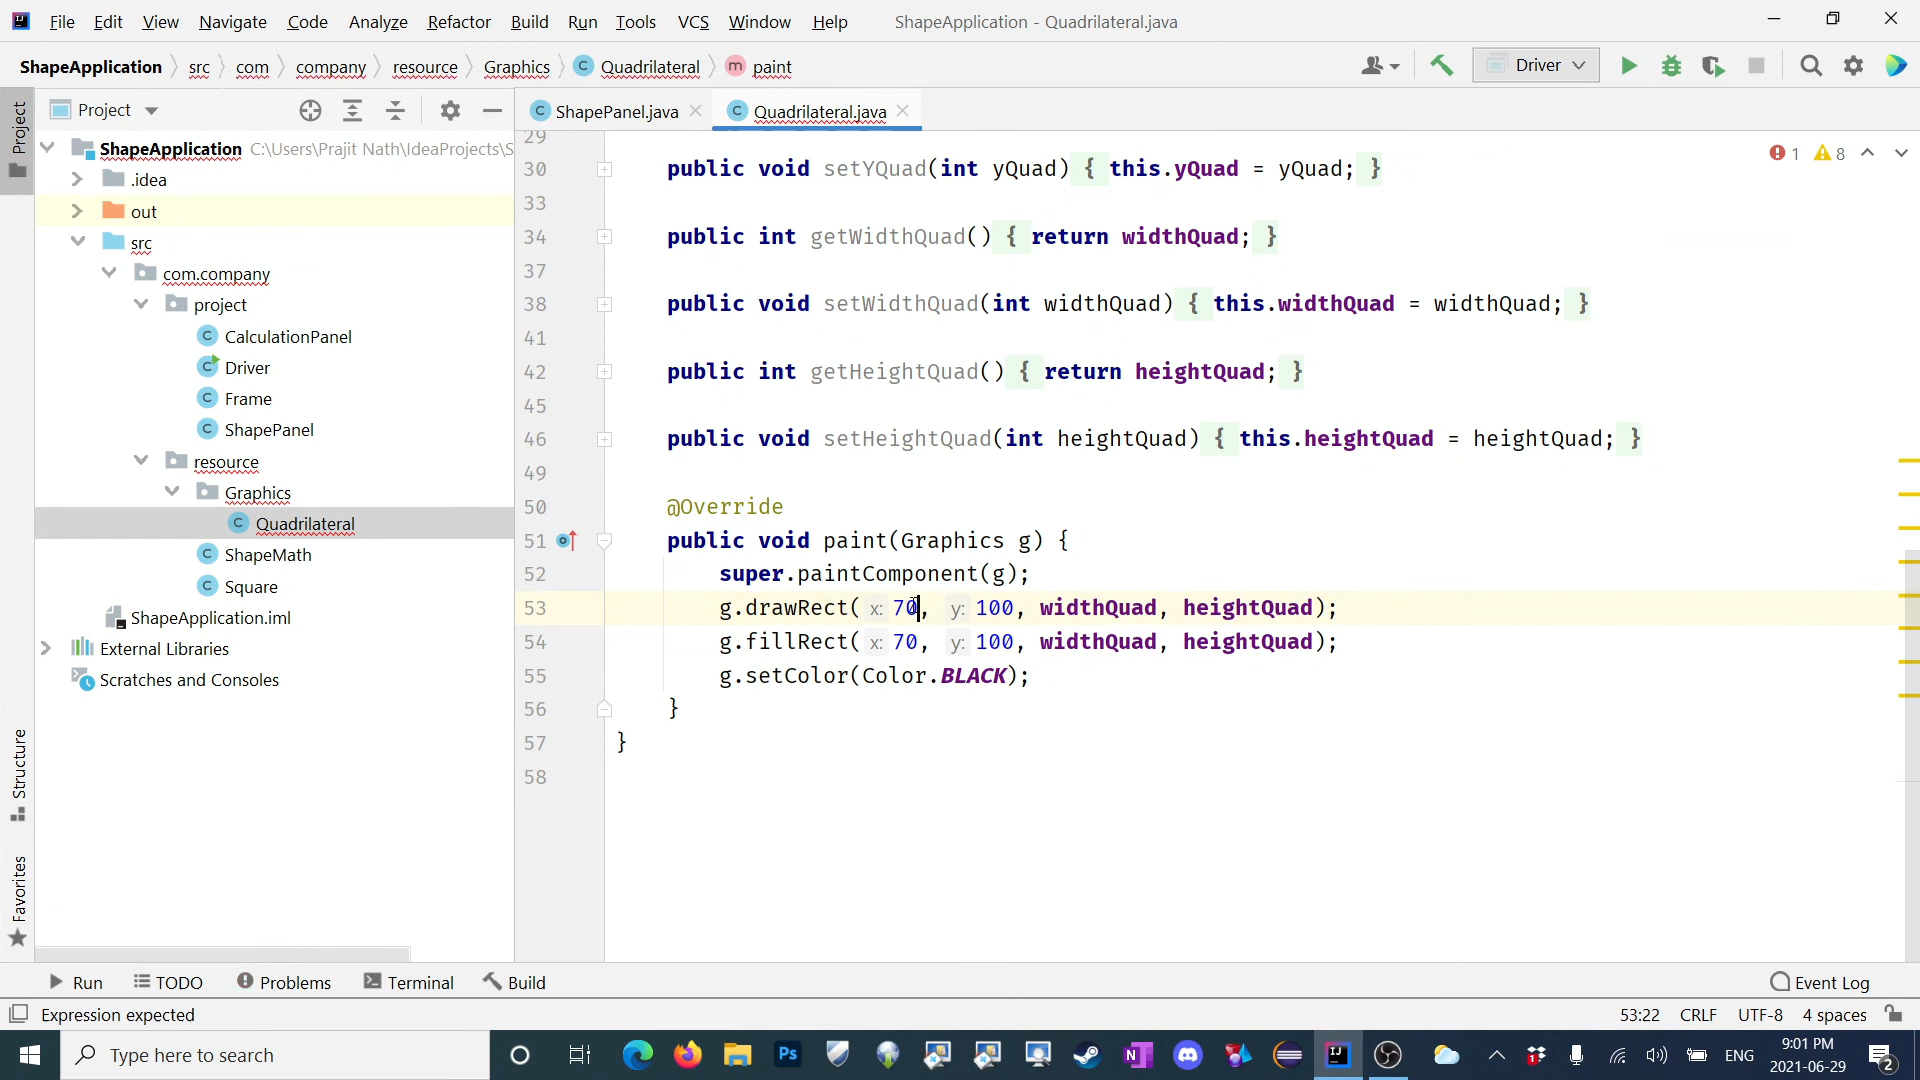 File Edit View Navigate Code Analyze Refactor Build Run Tools VCS Window Help ShapeApplication - Quadrilateral.java
ShapeApplication src com company resource Graphics Quadrilateral paint Driver
Project
Project
ShapePanel.java
Quadrilateral.java
ShapeApplication C:\Users\Prajit Nath\IdeaProjects\S
.idea
out
src
com.company
project
CalculationPanel
Driver
Frame
ShapePanel
resource
Graphics
Quadrilateral
ShapeMath
Square
ShapeApplication.iml
External Libraries
Scratches and Consoles
Structure
Favorites
1 8
29
30 public void setYQuad(int yQuad) { this.yQuad = yQuad; }
33
34 public int getWidthQuad() { return widthQuad; }
37
38 public void setWidthQuad(int widthQuad) { this.widthQuad = widthQuad; }
41
42 public int getHeightQuad() { return heightQuad; }
45
46 public void setHeightQuad(int heightQuad) { this.heightQuad = heightQuad; }
49
50 @Override
51 public void paint(Graphics g) {
52 super.paintComponent(g);
53 g.drawRect( x: 70, y: 100, widthQuad, heightQuad);
54 g.fillRect( x: 70, y: 100, widthQuad, heightQuad);
55 g.setColor(Color.BLACK);
56 }
57 }
58
Run TODO Problems Terminal Build Event Log
Expression expected 53:22 CRLF UTF-8 4 spaces
Type here to search ENG 9:01 PM
2021-06-29 2